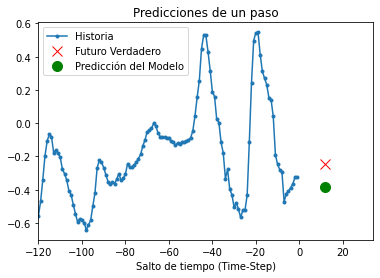 Predicciones de un paso
Historia
Futuro Verdadero
Predicción del Modelo
0.6
0.4
0.2
0.0
−0.2
−0.4
−0.6
−120 −100 −80 −60 −40 −20 0 20
Salto de tiempo (Time-Step)